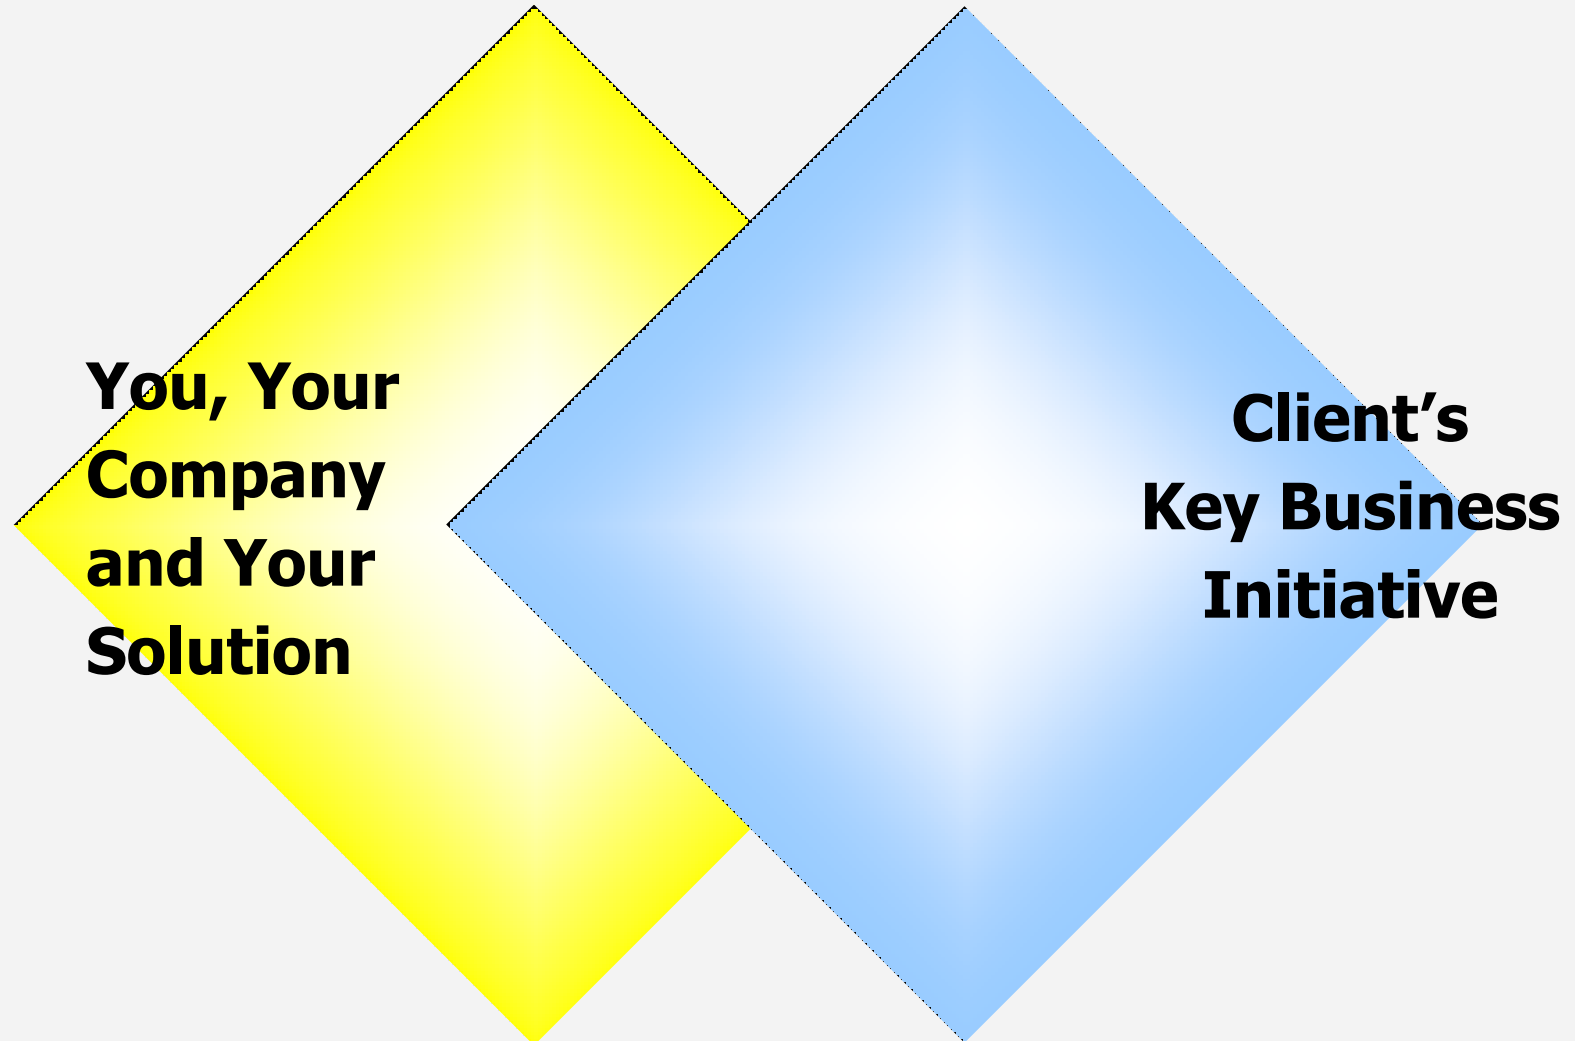 You, Your
Company
and Your
Solution
Client’s
Key Business
Initiative